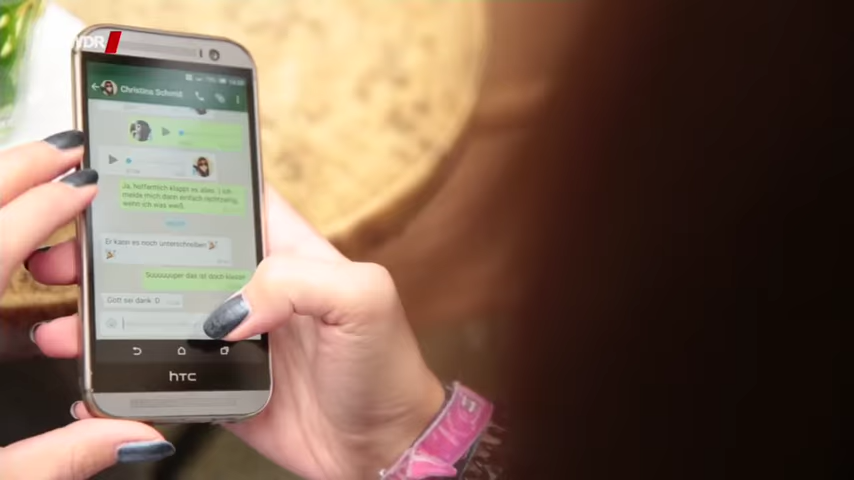 WDR
Christina Schmid
Ja, hoffentlich klappt es alles :) Ich
melde mich dann einfach rechtzeitig,
wenn ich was weiß.
Er kann es noch unterschreiben
Suuuuuuper das ist doch klasse
Gott sei dank :D
hTC